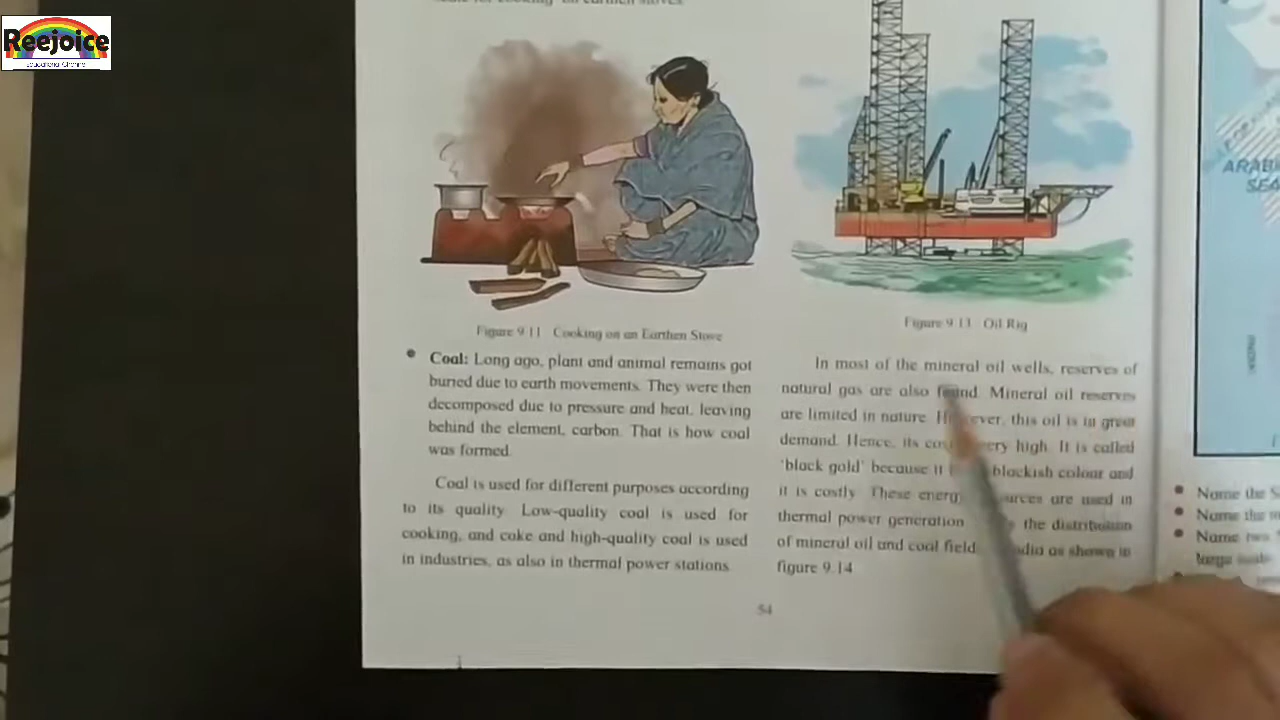 Reejoice
Educational Channel
Figure 9.11 Cooking on an Earthen Stove
• Coal: Long ago, plant and animal remains got
buried due to earth movements. They were then
decomposed due to pressure and heat, leaving
behind the element, carbon. That is how coal
was formed.
Coal is used for different purposes according
to its quality. Low-quality coal is used for
cooking, and coke and high-quality coal is used
in industries, as also in thermal power stations.
Figure 9.13 Oil Rig
In most of the mineral oil wells, reserves of
natural gas are also found. Mineral oil reserves
are limited in nature. However, this oil is in great
demand. Hence, its cost very high. It is called
'black gold' because it blackish colour and
it is costly. These energy are used in
thermal power generation. the distribution
of mineral oil and coal field as shown in
figure 9.14
54
ARAB
SEA
• Name the S
• Name the m
• Name two
large scale